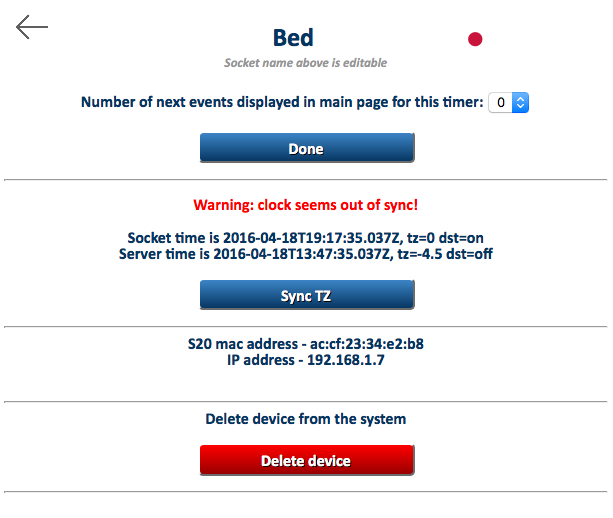 Bed
Socket name above is editable
Number of next events displayed in main page for this timer: 0
Done
Warning: clock seems out of sync!
Socket time is 2016-04-18T19:17:35.037Z, tz=0 dst=on
Server time is 2016-04-18T13:47:35.037Z, tz=-4.5 dst=off
Sync TZ
S20 mac address - ac:cf:23:34:e2:b8
IP address - 192.168.1.7
Delete device from the system
Delete device